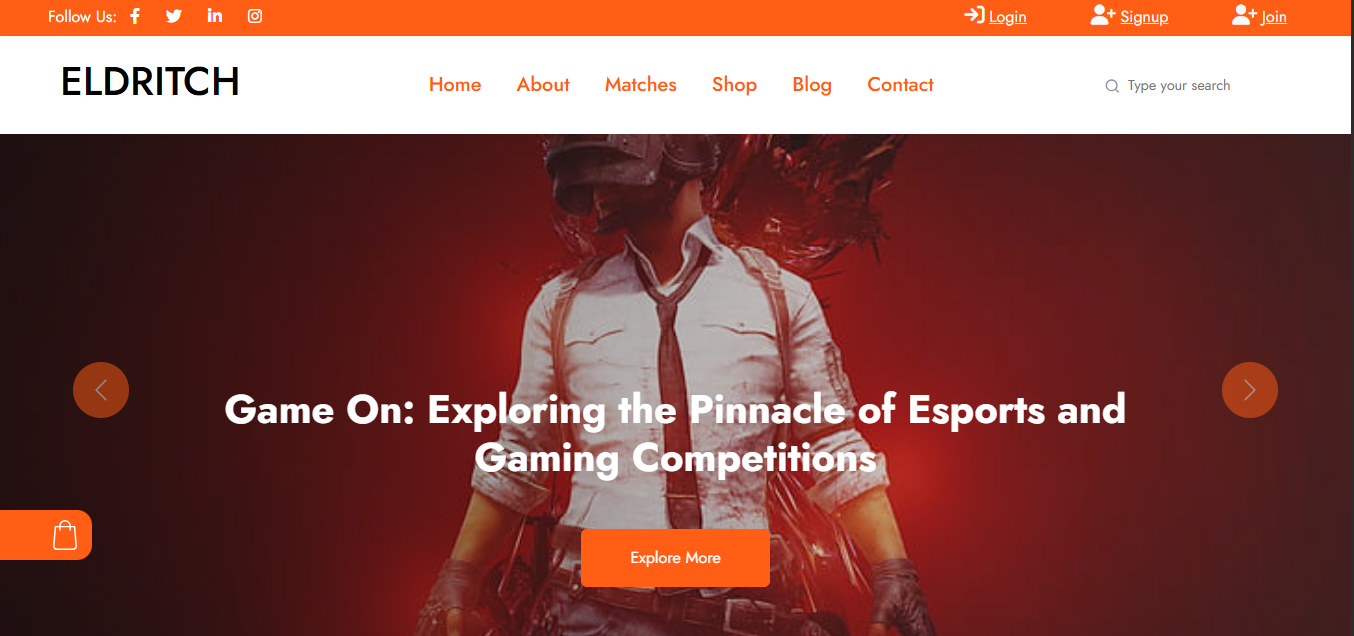 Follow Us:
Login
Signup
Join
ELDRITCH
Home
About
Matches
Shop
Blog
Contact
Type your search
Game On: Exploring the Pinnacle of Esports and
Gaming Competitions
Explore More